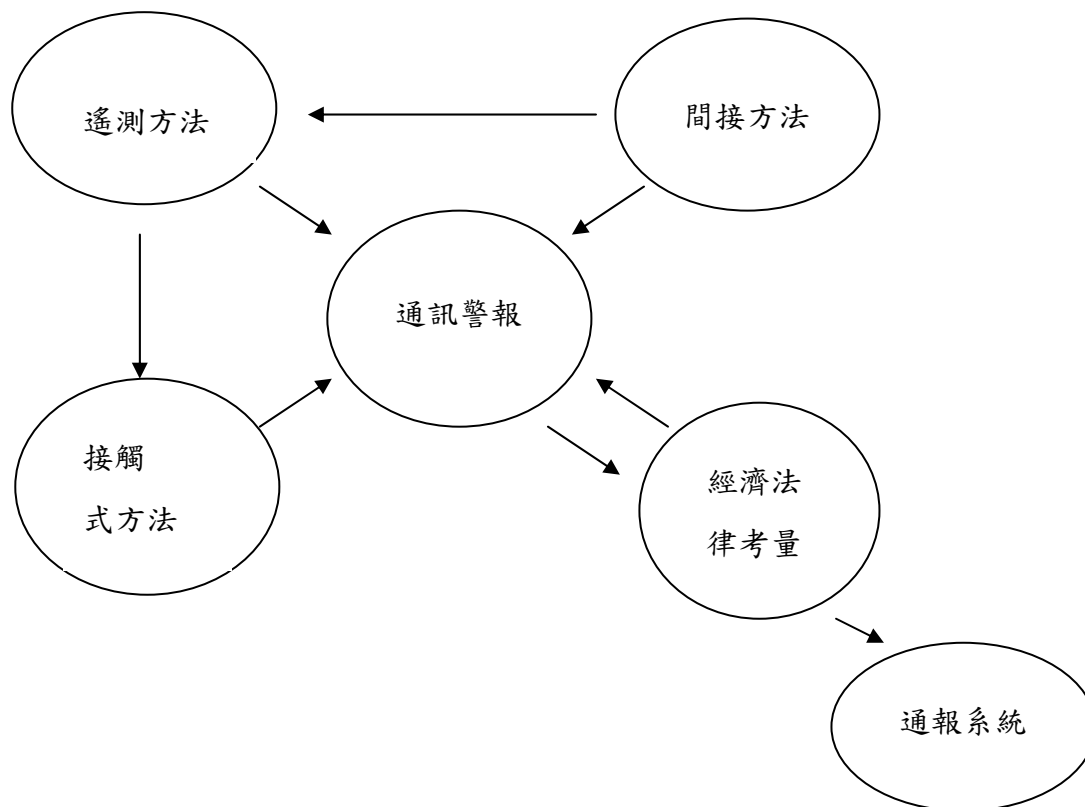 遙測方法
間接方法
通訊警報
接觸
式方法
經濟法
律考量
通報系統